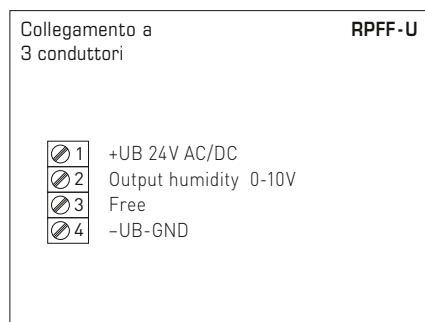 Collegamento a RPFF-U
3 conduttori
1 +UB 24V AC/DC
2 Output humidity 0-10V
3 Free
4 –UB-GND